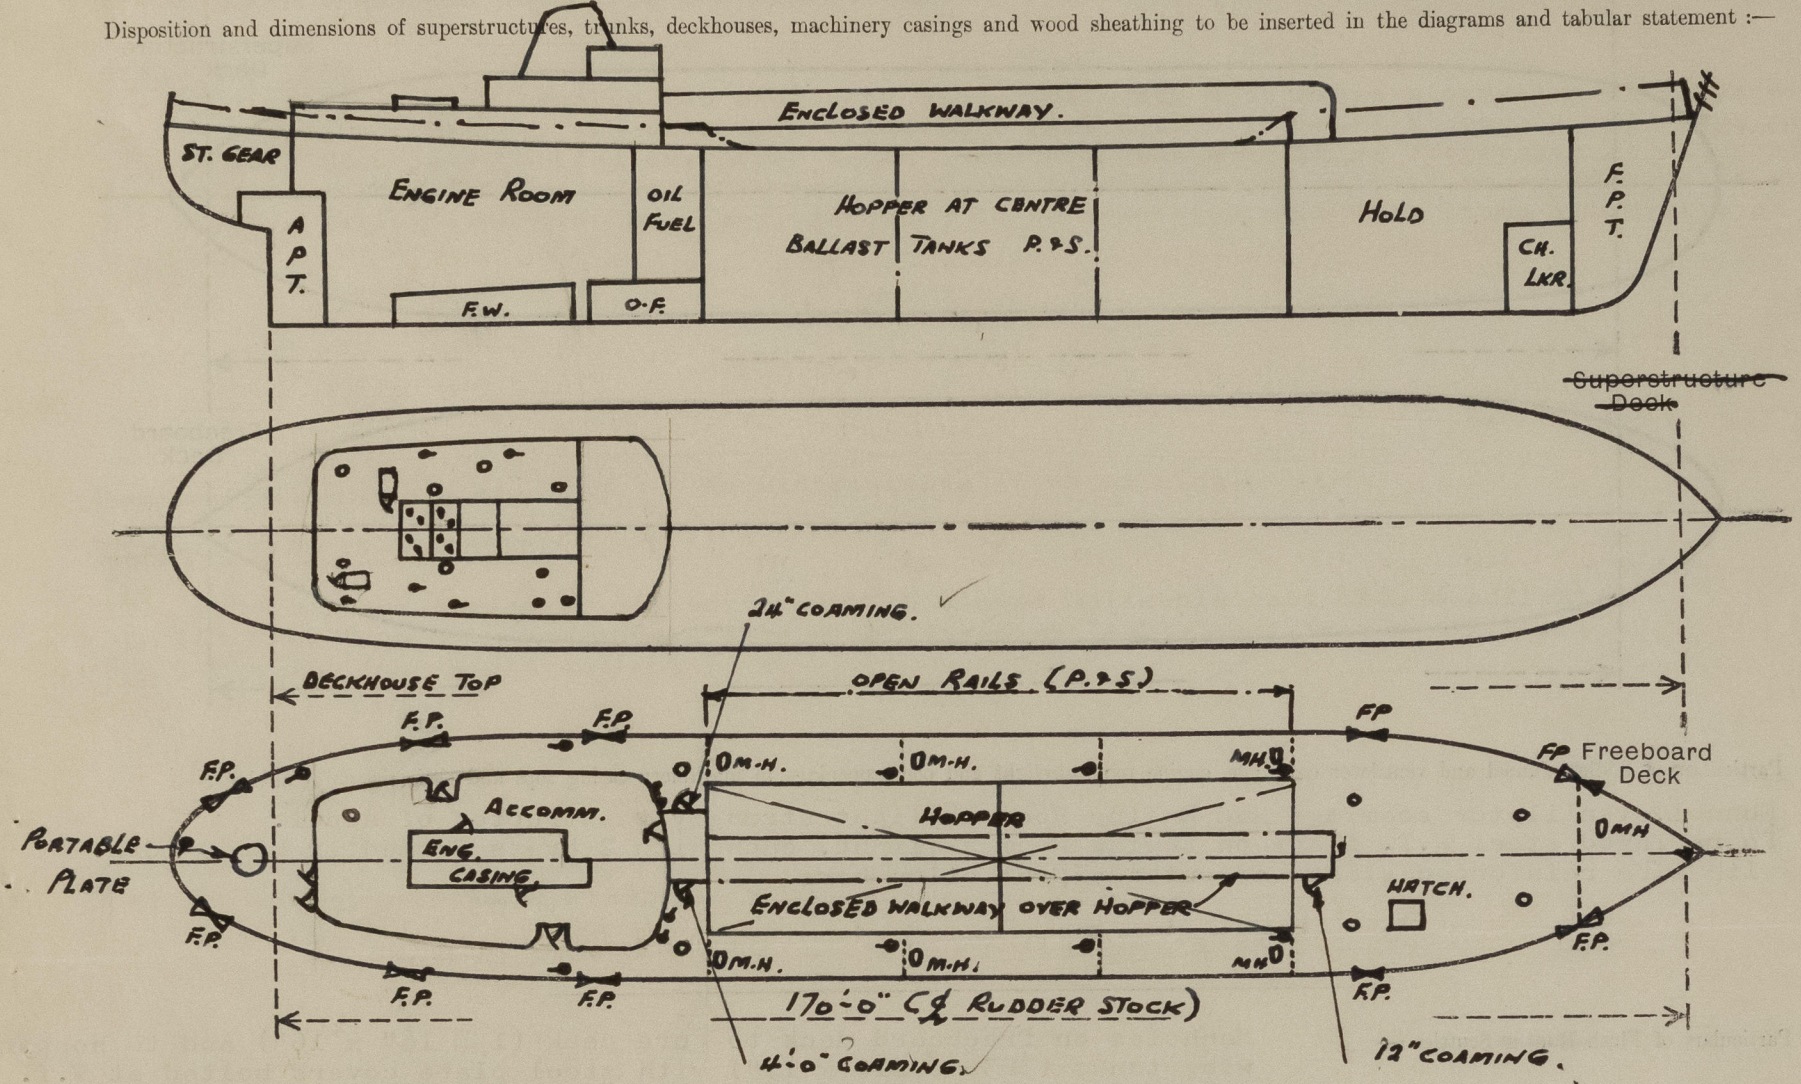 Disposition and dimensions of superstructures, trunks, deckhouses, machinery casings and wood sheathing to be inserted in the diagrams and tabular statement :—
ENCLOSED WALKWAY.
ST. GEAR
ENGINE ROOM
OIL
FUEL
HOPPER AT CENTRE
BALLAST TANKS P.&S.
HOLD
F.
P.
T.
A
P
T.
CH.
LKR.
F.W.
O.F.
Superstructure
Deck
24" COAMING.
DECKHOUSE TOP
OPEN RAILS (P.&S)
F.P.
F.P.
FP
F.P.
FP
Freeboard
Deck
M.H.
M.H.
MH
ACCOMM.
HOPPER
MH
PORTABLE
PLATE
ENG.
CASING
ENCLOSED WALKWAY OVER HOPPER
HATCH.
F.P.
F.P.
M.H.
M.H.
MH
F.P.
F.P.
F.P.
170'-0" (℄ RUDDER STOCK)
4'-0" COAMING.
12" COAMING.